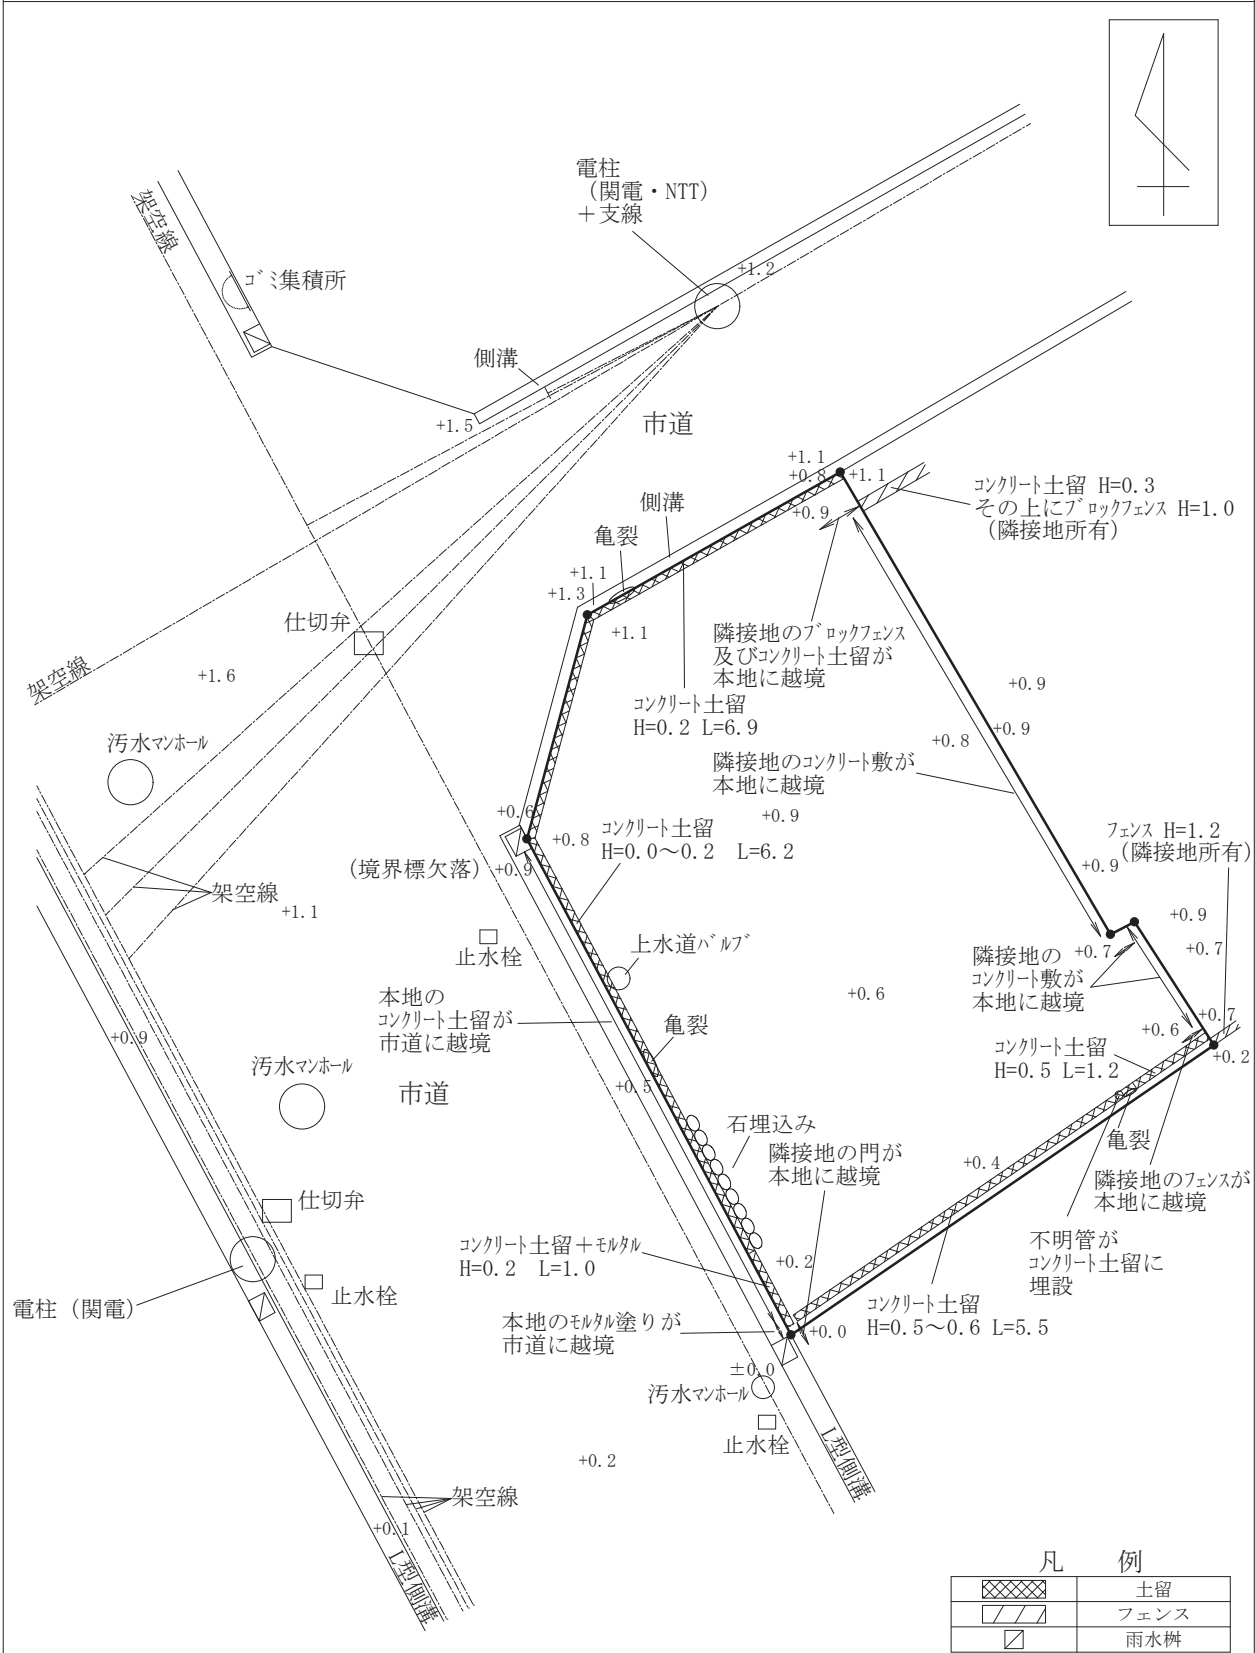 電柱
（関電・NTT）
＋支線
架空線
ゴミ集積所
+1.2
側溝
+1.5
市道
+1.1
+0.8
+1.1
コンクリート土留 H=0.3
その上にブロックフェンス H=1.0
（隣接地所有）
+0.9
側溝
亀裂
+1.1
+1.3
+1.1
仕切弁
隣接地のブロックフェンス
及びコンクリート土留が
本地に越境
架空線
+1.6
+0.9
コンクリート土留
H=0.2 L=6.9
+0.9
+0.8
汚水マンホール
隣接地のコンクリート敷が
本地に越境
+0.6
+0.9
+0.8
コンクリート土留
H=0.0～0.2 L=6.2
フェンス H=1.2
（隣接地所有）
（境界標欠落）
+0.9
+0.9
架空線
+1.1
+0.9
止水栓
上水道バルブ
+0.7
+0.7
隣接地の
コンクリート敷が
本地に越境
本地の
コンクリート土留が
市道に越境
+0.6
亀裂
+0.7
+0.6
+0.9
コンクリート土留
H=0.5 L=1.2
+0.2
汚水マンホール
市道
+0.5
石埋込み
亀裂
隣接地の門が
本地に越境
+0.4
隣接地のフェンスが
本地に越境
仕切弁
不明管が
コンクリート土留に
埋設
コンクリート土留＋モルタル
H=0.2 L=1.0
+0.2
止水栓
電柱（関電）
コンクリート土留
H=0.5～0.6 L=5.5
本地のモルタル塗りが
市道に越境
+0.0
±0.0
汚水マンホール
止水栓
+0.2
L型側溝
架空線
+0.1
L型側溝
凡 例
土留
フェンス
雨水桝